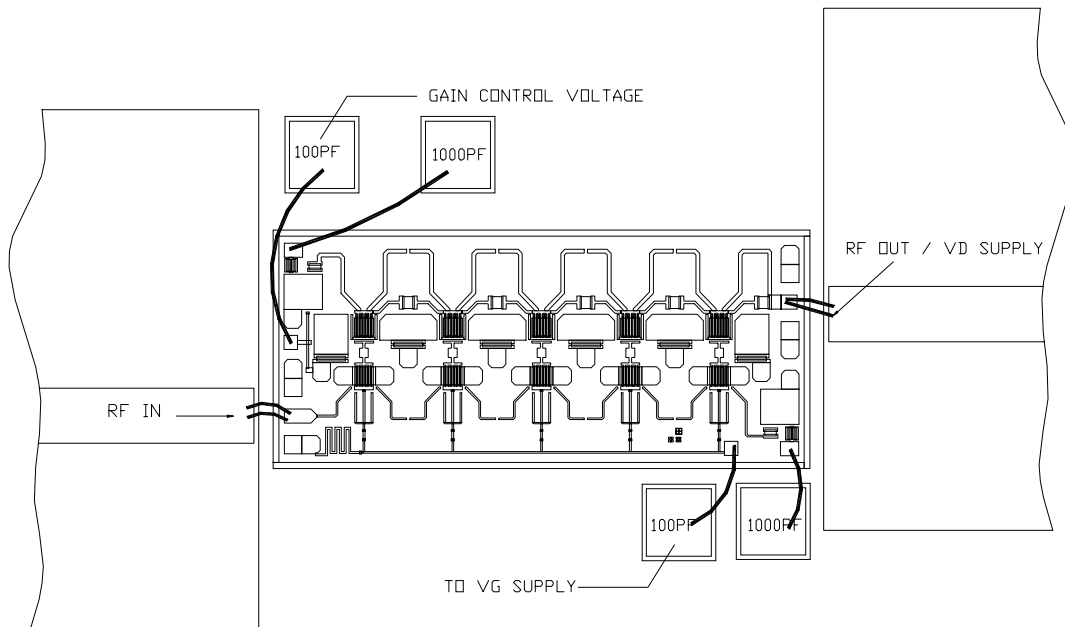 GAIN CONTROL VOLTAGE
100PF
1000PF
RF OUT / VD SUPPLY
RF IN
100PF
1000PF
TO VG SUPPLY